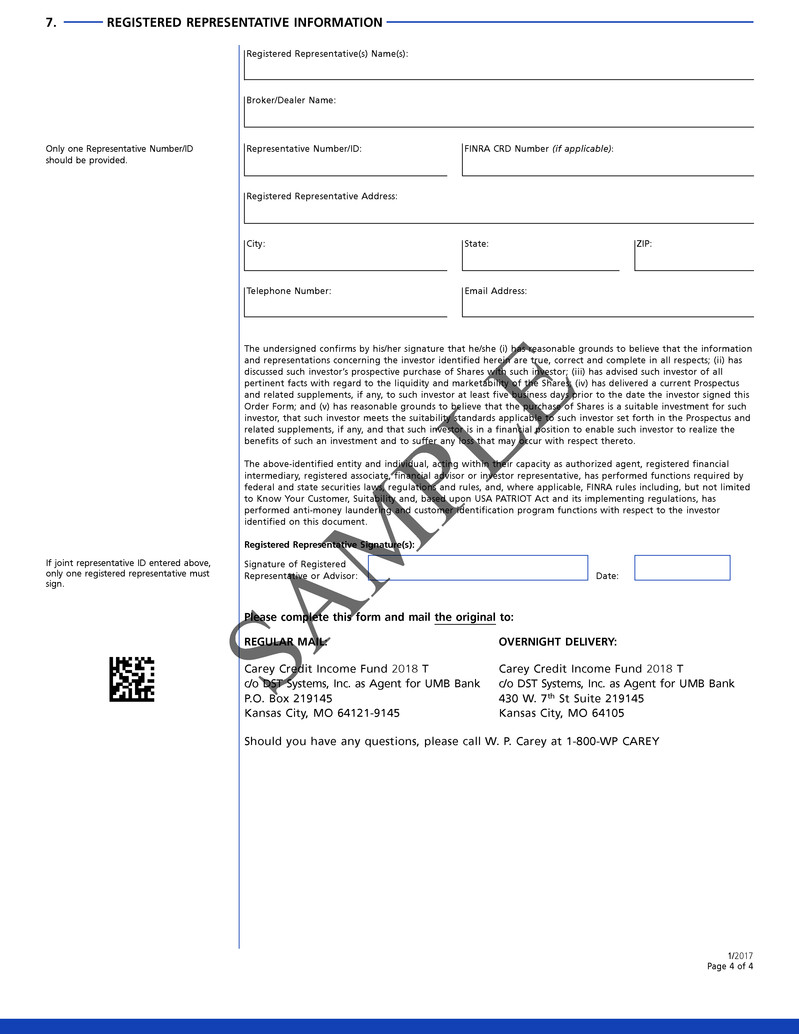 7. REGISTERED REPRESENTATIVE INFORMATION
Registered Representative(s) Name(s):
Broker/Dealer Name:
Only one Representative Number/ID
should be provided.
Representative Number/ID:
FINRA CRD Number (if applicable):
Registered Representative Address:
City:
State:
ZIP:
Telephone Number:
Email Address:
The undersigned confirms by his/her signature that he/she (i) has reasonable grounds to believe that the information
and representations concerning the investor identified herein are true, correct and complete in all respects; (ii) has
discussed such investor's prospective purchase of Shares with such investor; (iii) has advised such investor of all
pertinent facts with regard to the liquidity and marketability of the Shares; (iv) has delivered a current Prospectus
and related supplements, if any, to such investor at least five business days prior to the date the investor signed this
Order Form; and (v) has reasonable grounds to believe that the purchase of Shares is a suitable investment for such
investor, that such investor meets the suitability standards applicable to such investor set forth in the Prospectus and
related supplements, if any, and that such investor is in a financial position to enable such investor to realize the
benefits of such an investment and to suffer any loss that may occur with respect thereto.
The above-identified entity and individual, acting within their capacity as authorized agent, registered financial
intermediary, registered associate, financial advisor or investor representative, has performed functions required by
federal and state securities laws, regulations and rules, and, where applicable, FINRA rules including, but not limited
to Know Your Customer, Suitability and, based upon USA PATRIOT Act and its implementing regulations, has
performed anti-money laundering and customer identification program functions with respect to the investor
identified on this document.
Registered Representative Signature(s):
If joint representative ID entered above,
only one registered representative must
sign.
Signature of Registered
Representative or Advisor:
Date:
SAMPLE
Please complete this form and mail the original to:
REGULAR MAIL:
Carey Credit Income Fund 2018 T
c/o DST Systems, Inc. as Agent for UMB Bank
P.O. Box 219145
Kansas City, MO 64121-9145
OVERNIGHT DELIVERY:
Carey Credit Income Fund 2018 T
c/o DST Systems, Inc. as Agent for UMB Bank
430 W. 7th St Suite 219145
Kansas City, MO 64105
Should you have any questions, please call W. P. Carey at 1-800-WP CAREY
1/2017
Page 4 of 4